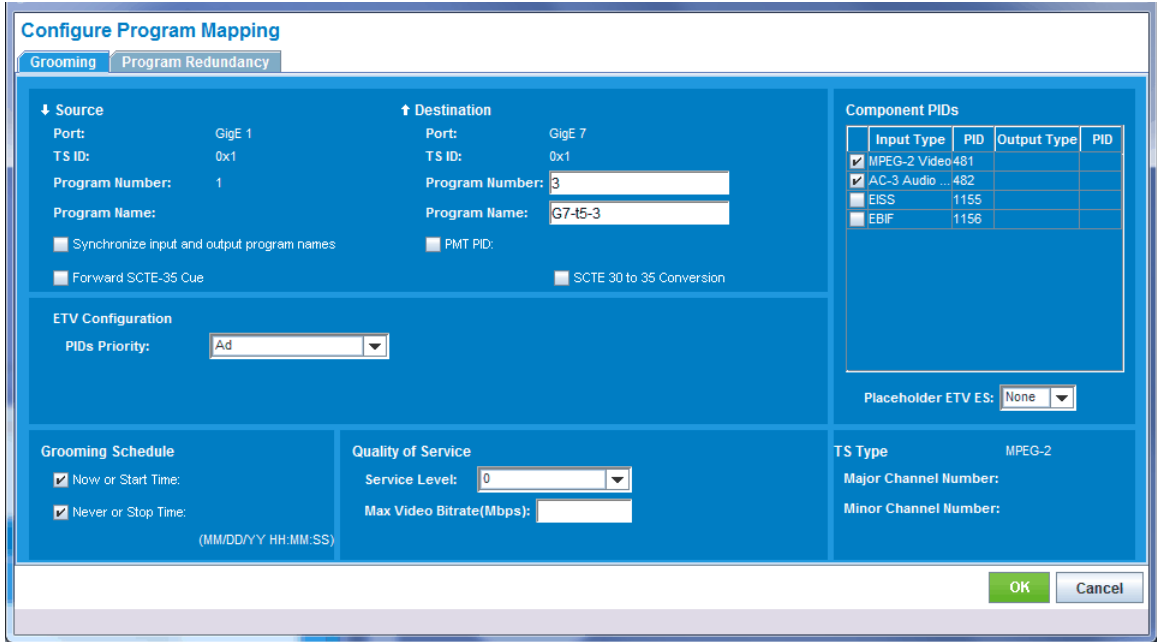 Configure Program Mapping
Grooming Program Redundancy
Source
Port: GigE 1
TS ID: 0x1
Program Number: 1
Program Name:
Synchronize input and output program names
Forward SCTE-35 Cue
Destination
Port: GigE 7
TS ID: 0x1
Program Number: 3
Program Name: G7-t5-3
PMT PID:
SCTE 30 to 35 Conversion
Component PIDs
Input Type PID Output Type PID
MPEG-2 Video 481
AC-3 Audio ... 482
EISS 1155
EBIF 1156
Placeholder ETV ES: None
ETV Configuration
PIDs Priority: Ad
Grooming Schedule
Now or Start Time:
Never or Stop Time:
(MM/DD/YY HH:MM:SS)
Quality of Service
Service Level: 0
Max Video Bitrate(Mbps):
TS Type MPEG-2
Major Channel Number:
Minor Channel Number:
OK Cancel